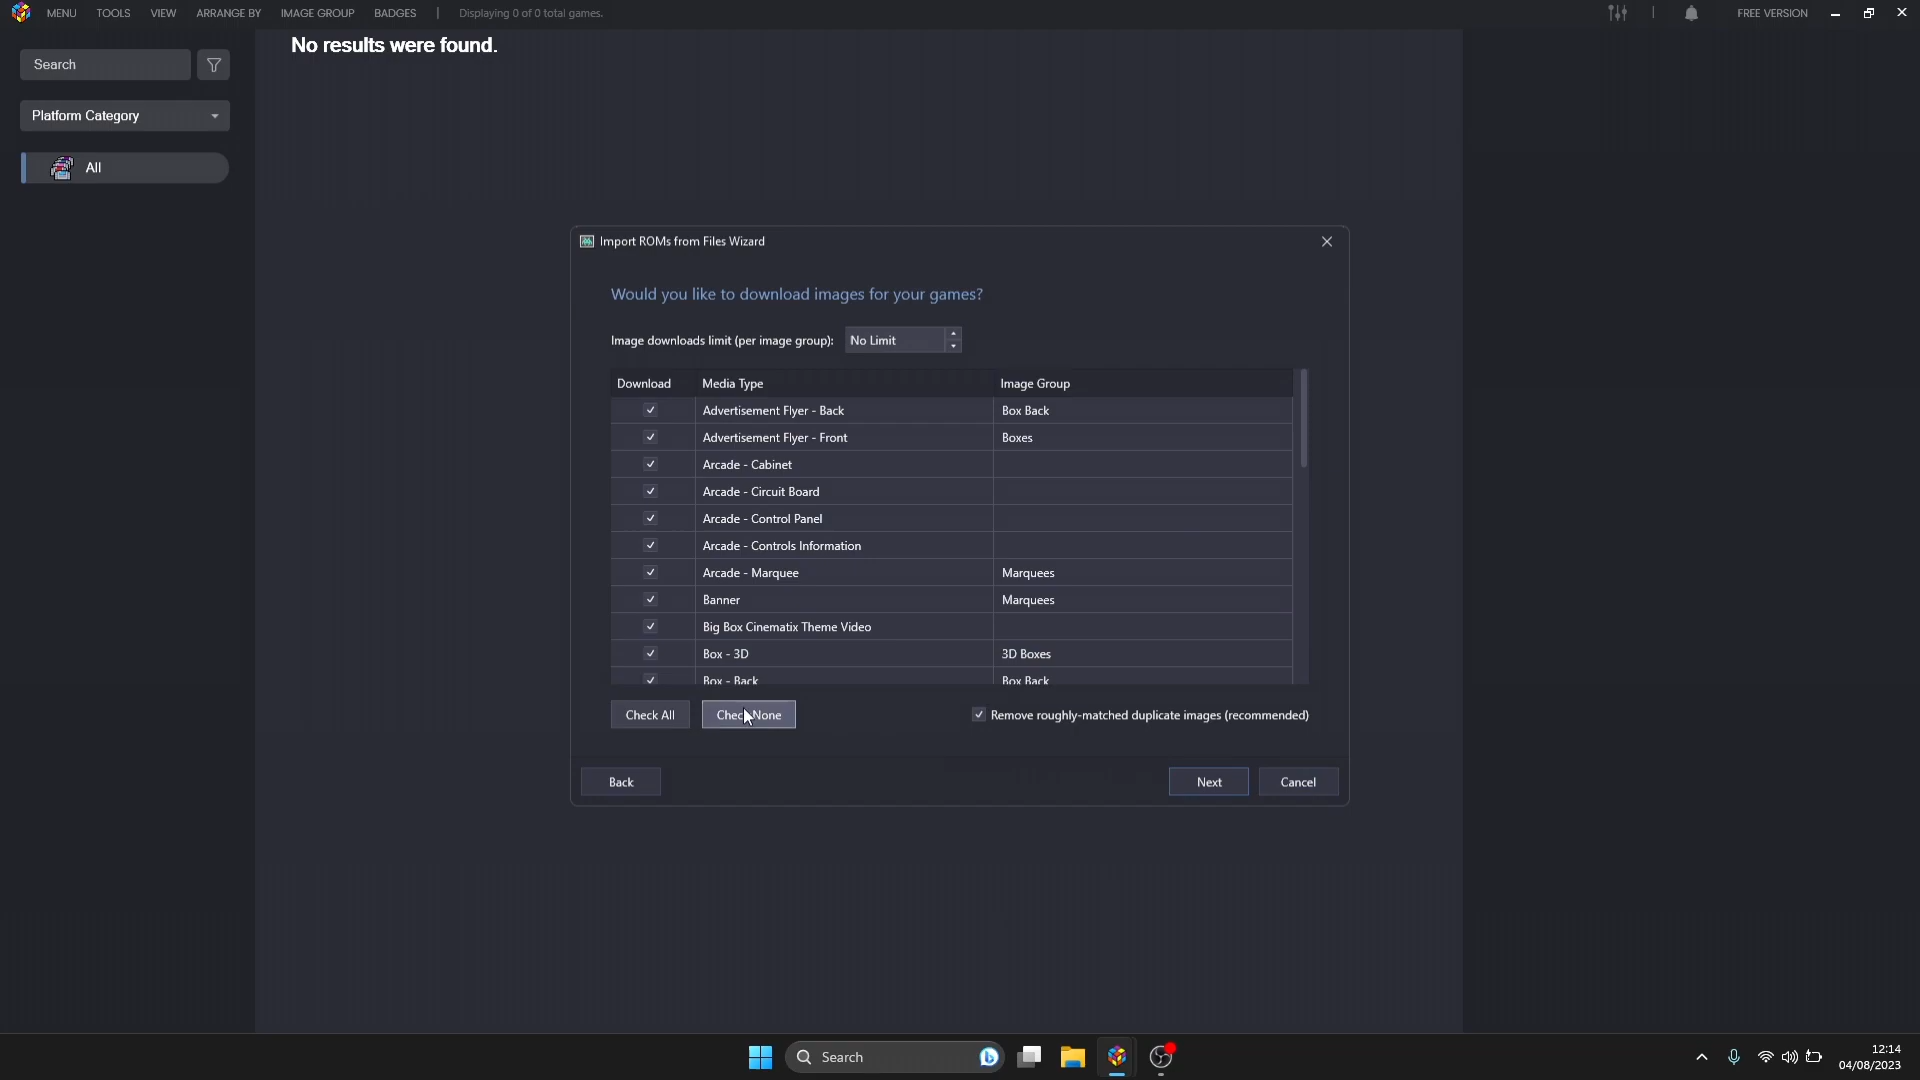 MENU TOOLS VIEW ARRANGE BY IMAGE GROUP BADGES | Displaying 0 of 0 total games. FREE VERSION
No results were found.
Search
Platform Category
All
Import ROMs from Files Wizard
Would you like to download images for your games?
Image downloads limit (per image group): No Limit
Download Media Type Image Group
Advertisement Flyer - Back Box Back
Advertisement Flyer - Front Boxes
Arcade - Cabinet
Arcade - Circuit Board
Arcade - Control Panel
Arcade - Controls Information
Arcade - Marquee Marquees
Banner Marquees
Big Box Cinematix Theme Video
Box - 3D 3D Boxes
Box - Back Box Back
Check All Check None Remove roughly-matched duplicate images (recommended)
Back Next Cancel
Search 12:14
04/08/2023